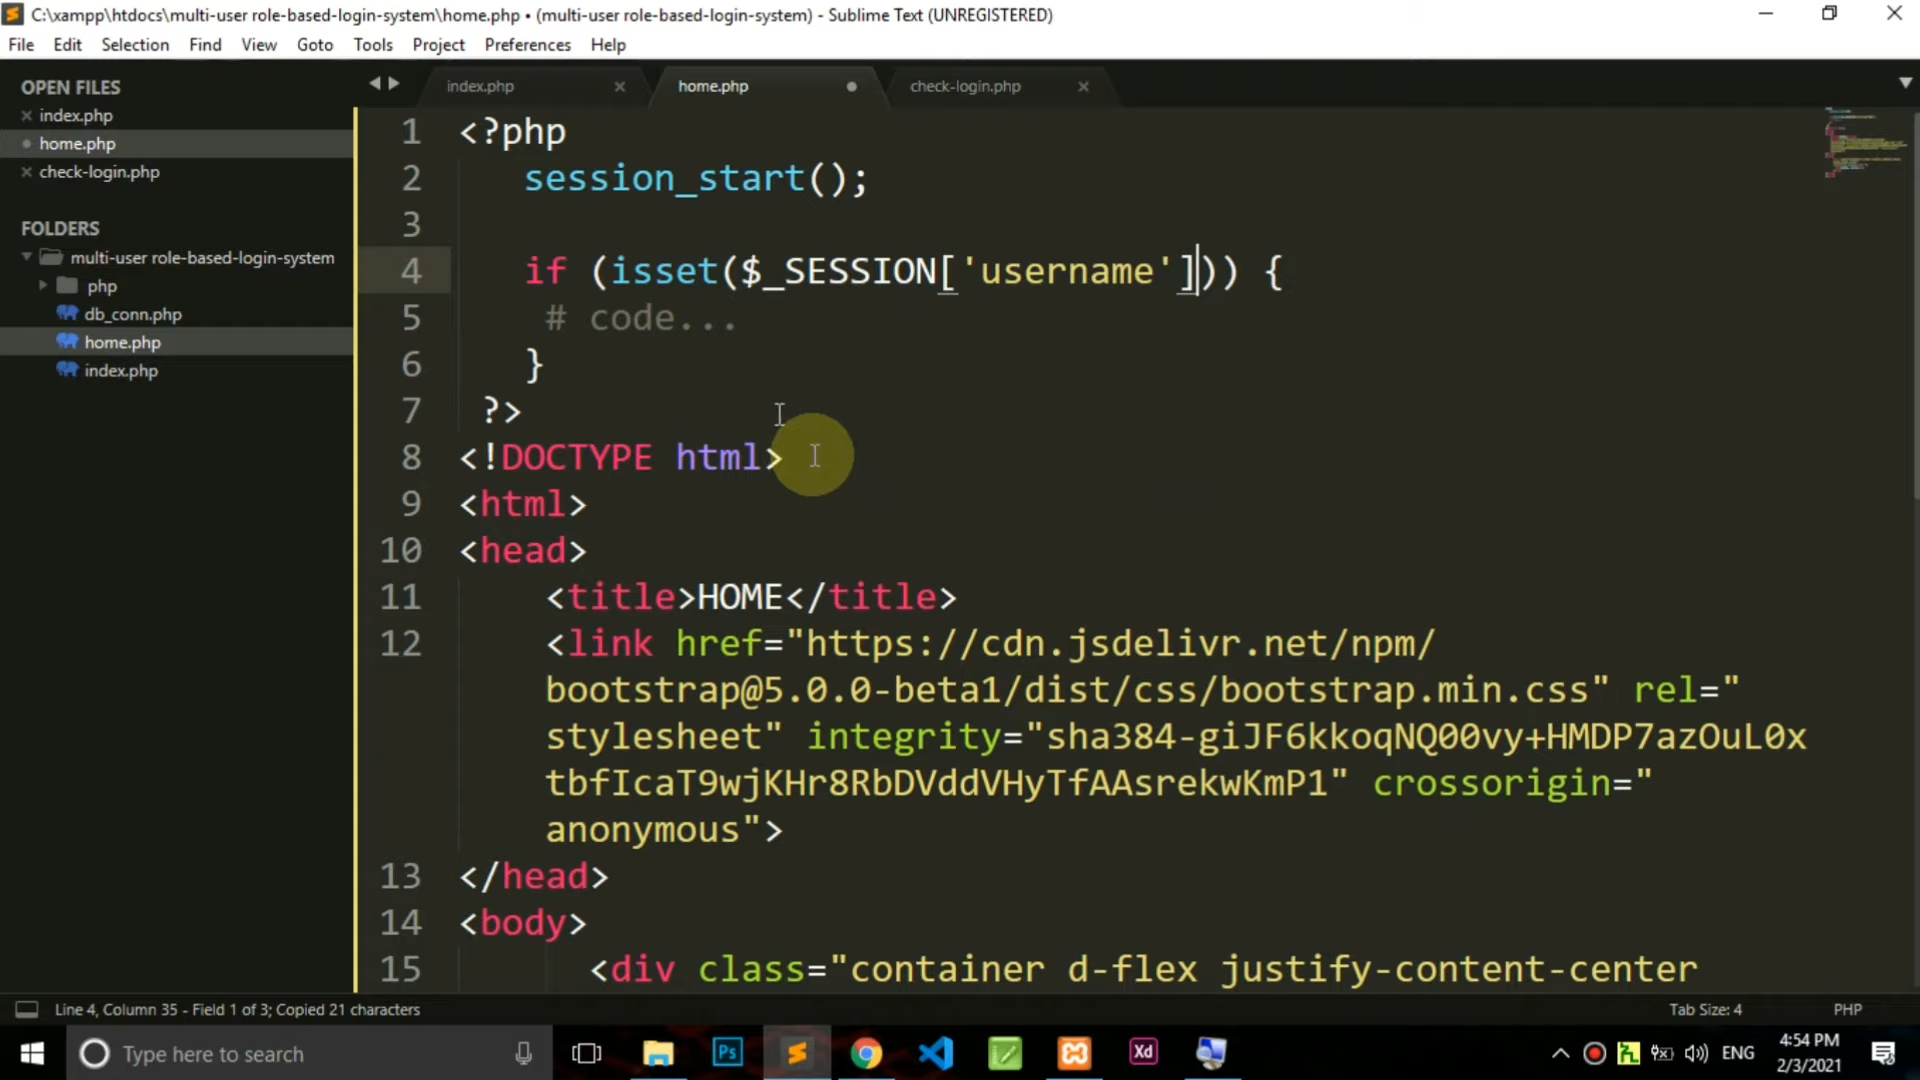 C:\xampp\htdocs\multi-user role-based-login-system\home.php • (multi-user role-based-login-system) - Sublime Text (UNREGISTERED)
File Edit Selection Find View Goto Tools Project Preferences Help
OPEN FILES
index.php
home.php
check-login.php
FOLDERS
multi-user role-based-login-system
php
db_conn.php
home.php
index.php
index.php home.php check-login.php
1 <?php
2 session_start();
3
4 if (isset($_SESSION['username'])) {
5 # code...
6 }
7 ?>
8 <!DOCTYPE html>
9 <html>
10 <head>
11 <title>HOME</title>
12 <link href="https://cdn.jsdelivr.net/npm/
bootstrap@5.0.0-beta1/dist/css/bootstrap.min.css" rel="
stylesheet" integrity="sha384-giJF6kkoqNQ00vy+HMDP7azOuL0x
tbfIcaT9wjKHr8RbDVddVHyTfAAsrekwKmP1" crossorigin="
anonymous">
13 </head>
14 <body>
15 <div class="container d-flex justify-content-center
Line 4, Column 35 - Field 1 of 3; Copied 21 characters
Tab Size: 4 PHP
Type here to search
Ps
Xd
ENG
4:54 PM
2/3/2021